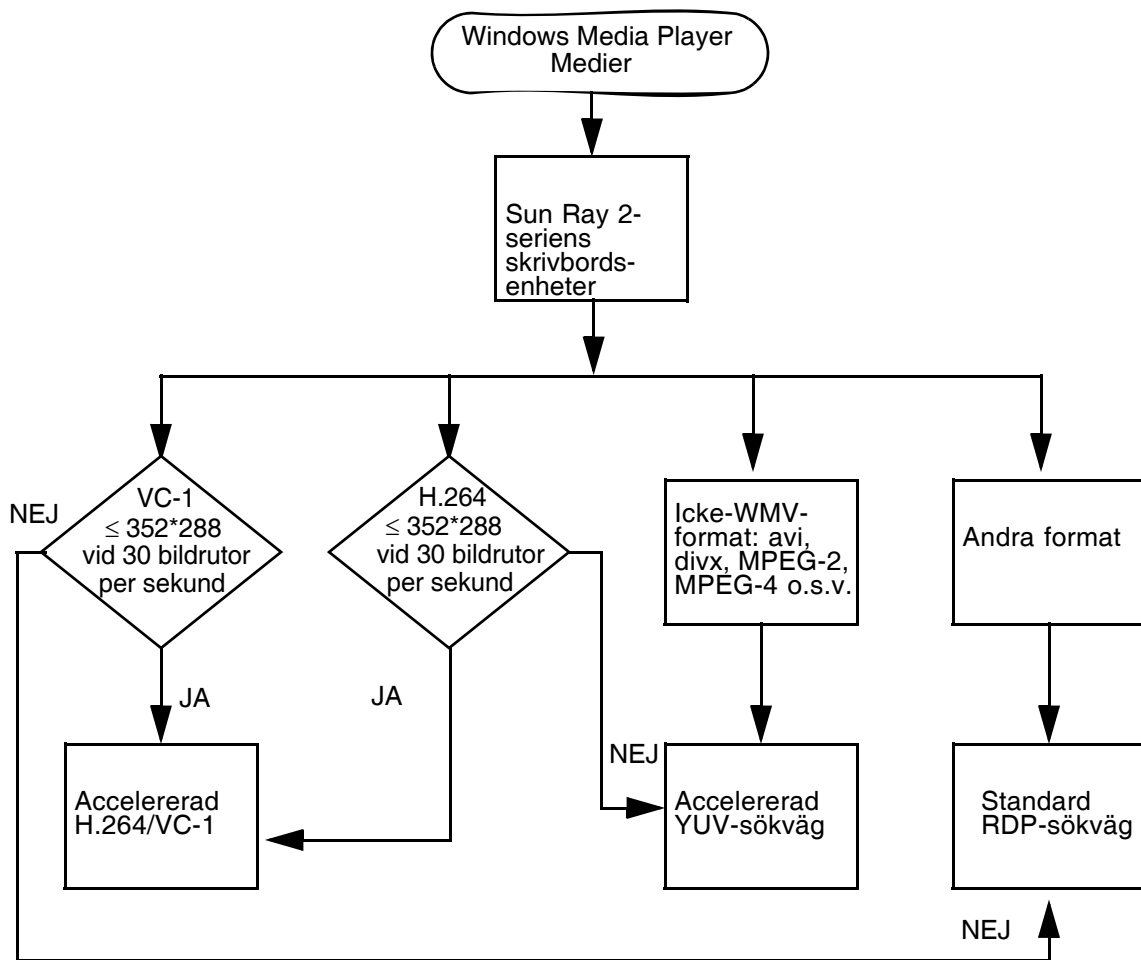 Windows Media Player
Medier
Sun Ray 2-
seriens
skrivbords-
enheter
NEJ
VC-1
≤ 352*288
vid 30 bildrutor
per sekund
H.264
≤ 352*288
vid 30 bildrutor
per sekund
Icke-WMV-
format: avi,
divx, MPEG-2,
MPEG-4 o.s.v.
Andra format
JA
JA
NEJ
Accelererad
H.264/VC-1
Accelererad
YUV-sökväg
Standard
RDP-sökväg
NEJ